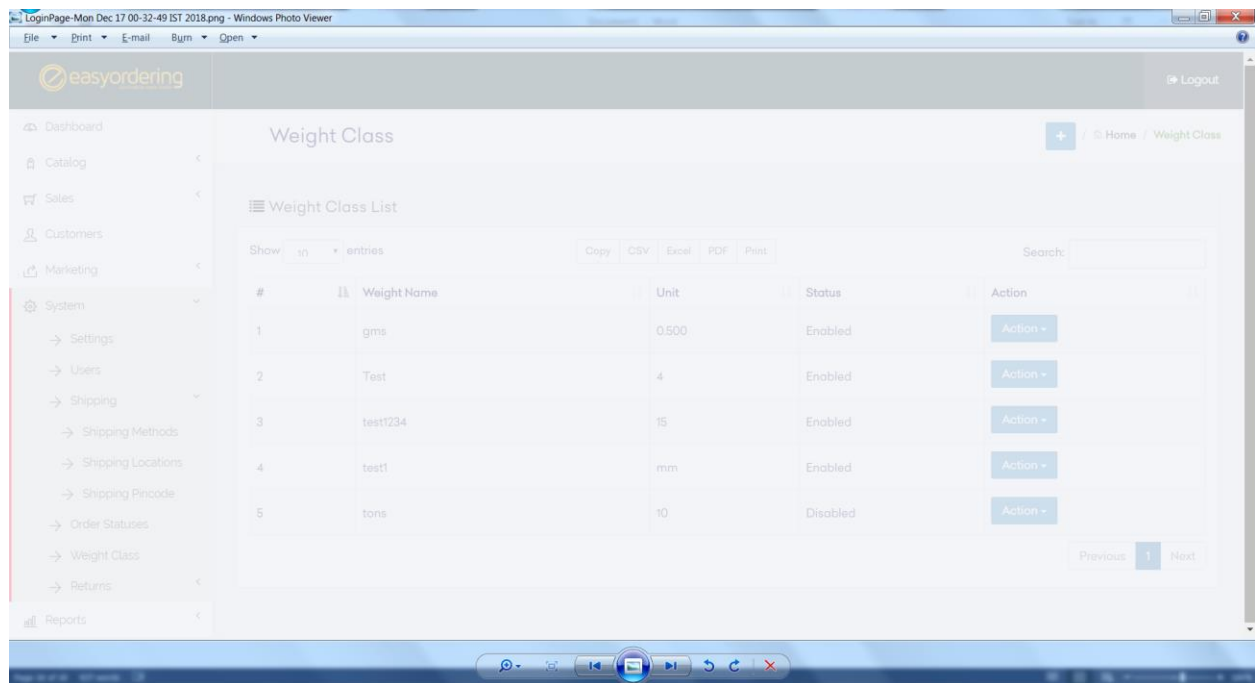 LoginPage-Mon Dec 17 00-32-49 IST 2018.png - Windows Photo Viewer
File Print E-mail Burn Open
easyordering
Logout
Dashboard
Catalog
Sales
Customers
Marketing
System
Settings
Users
Shipping
Shipping Methods
Shipping Locations
Shipping Pincode
Order Statuses
Weight Class
Returns
Reports
Weight Class
+ / Home / Weight Class
Weight Class List
Show 10 entries Copy CSV Excel PDF Print Search:
# Weight Name Unit Status Action
1 gms 0.500 Enabled Action
2 Test 4 Enabled Action
3 test1234 15 Enabled Action
4 test1 mm Enabled Action
5 tons 10 Disabled Action
Previous 1 Next